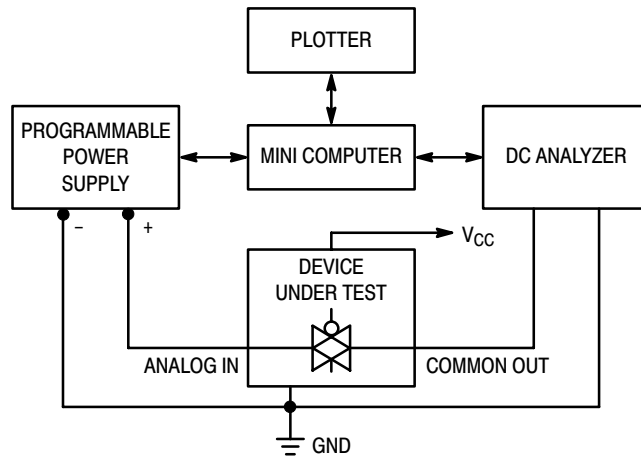 PLOTTER
PROGRAMMABLE
POWER
SUPPLY
MINI COMPUTER
DC ANALYZER
− +
VCC
DEVICE
UNDER TEST
ANALOG IN
COMMON OUT
GND